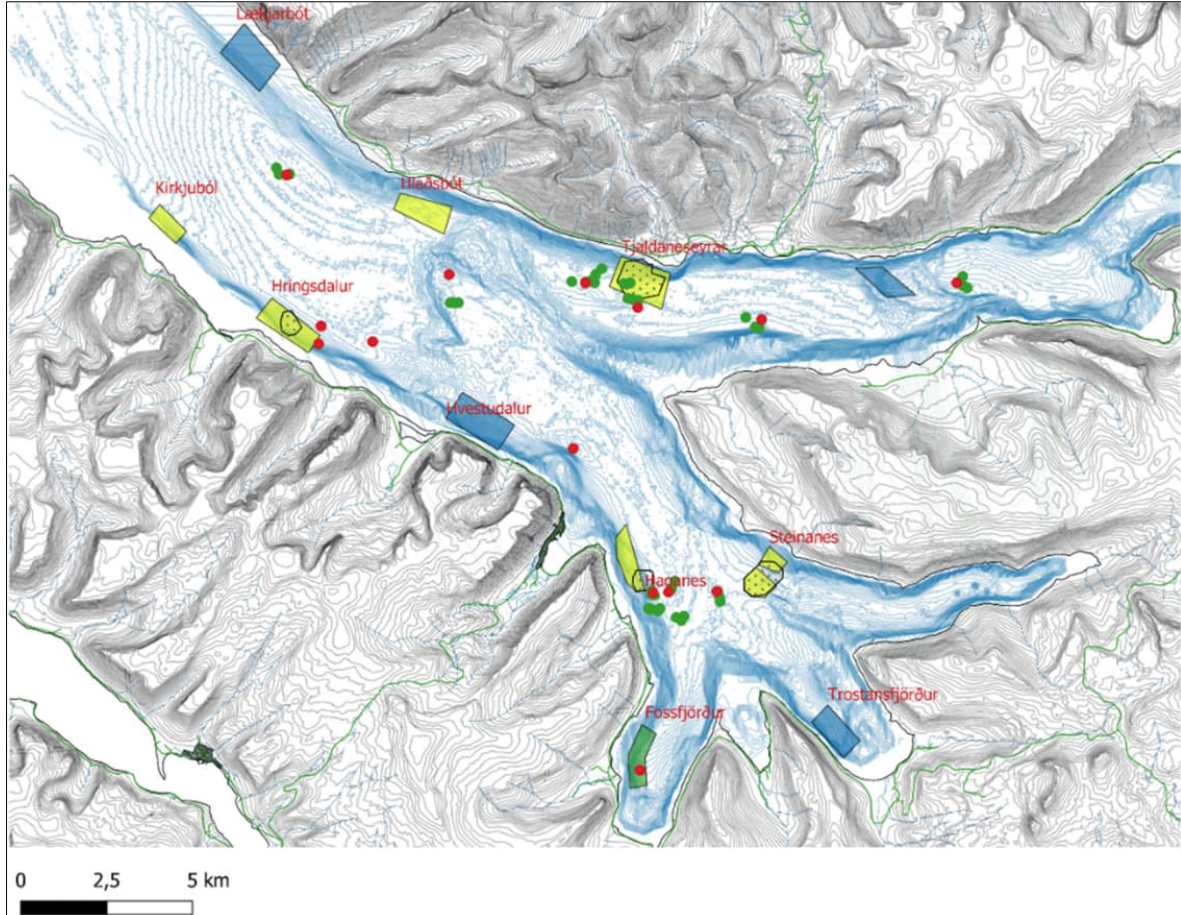 Lækjarbót
Kirkjuból
Hlaðsbót
Tjaldaneseyrar
Hringsdalur
Hvestudalur
Steinanes
Haganes
Trostansfjörður
Fossfjörður
0 2,5 5 km